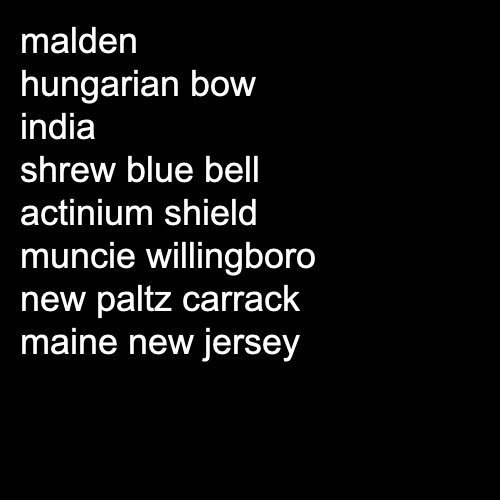 malden
hungarian bow
india
shrew blue bell
actinium shield
muncie willingboro
new paltz carrack
maine new jersey